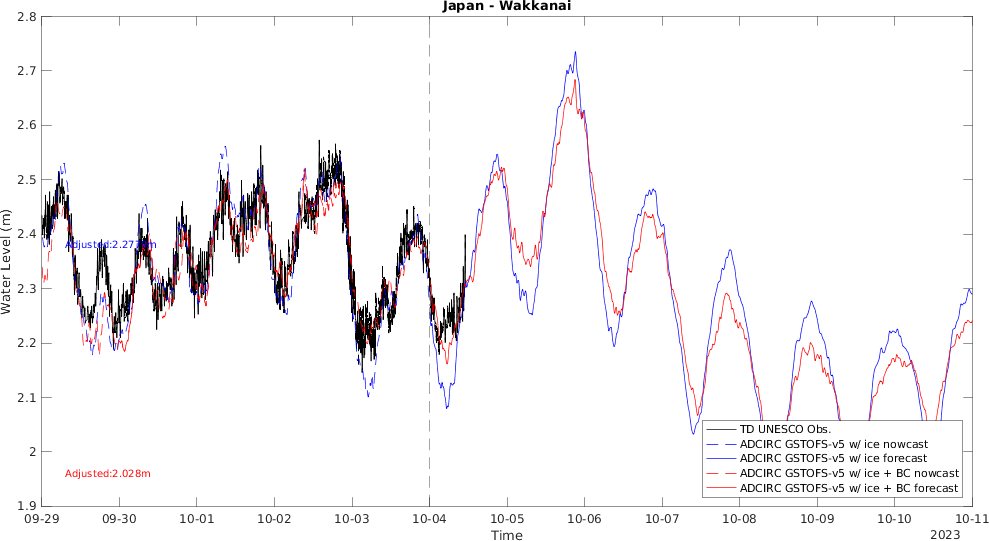 Japan - Wakkanai
2.8
2.7
2.6
2.5
2.4
2.3
2.2
2.1
2
1.9
Water Level (m)
Adjusted:2.273m
Adjusted:2.028m
TD UNESCO Obs.
ADCIRC GSTOFS-v5 w/ ice nowcast
ADCIRC GSTOFS-v5 w/ ice forecast
ADCIRC GSTOFS-v5 w/ ice + BC nowcast
ADCIRC GSTOFS-v5 w/ ice + BC forecast
09-29 09-30 10-01 10-02 10-03 10-04 10-05 10-06 10-07 10-08 10-09 10-10 10-11
Time
2023